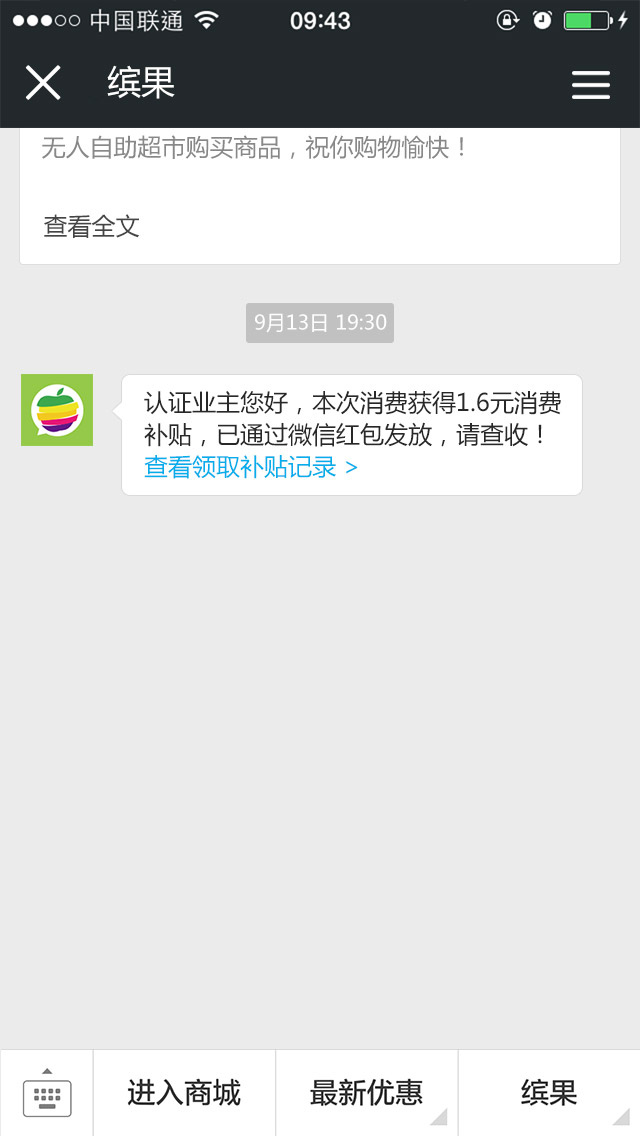 中国联通 09:43
缤果
无人自助超市购买商品，祝你购物愉快！
查看全文
9月13日 19:30
认证业主您好，本次消费获得1.6元消费
补贴，已通过微信红包发放，请查收！
查看领取补贴记录 >
进入商城 最新优惠 缤果